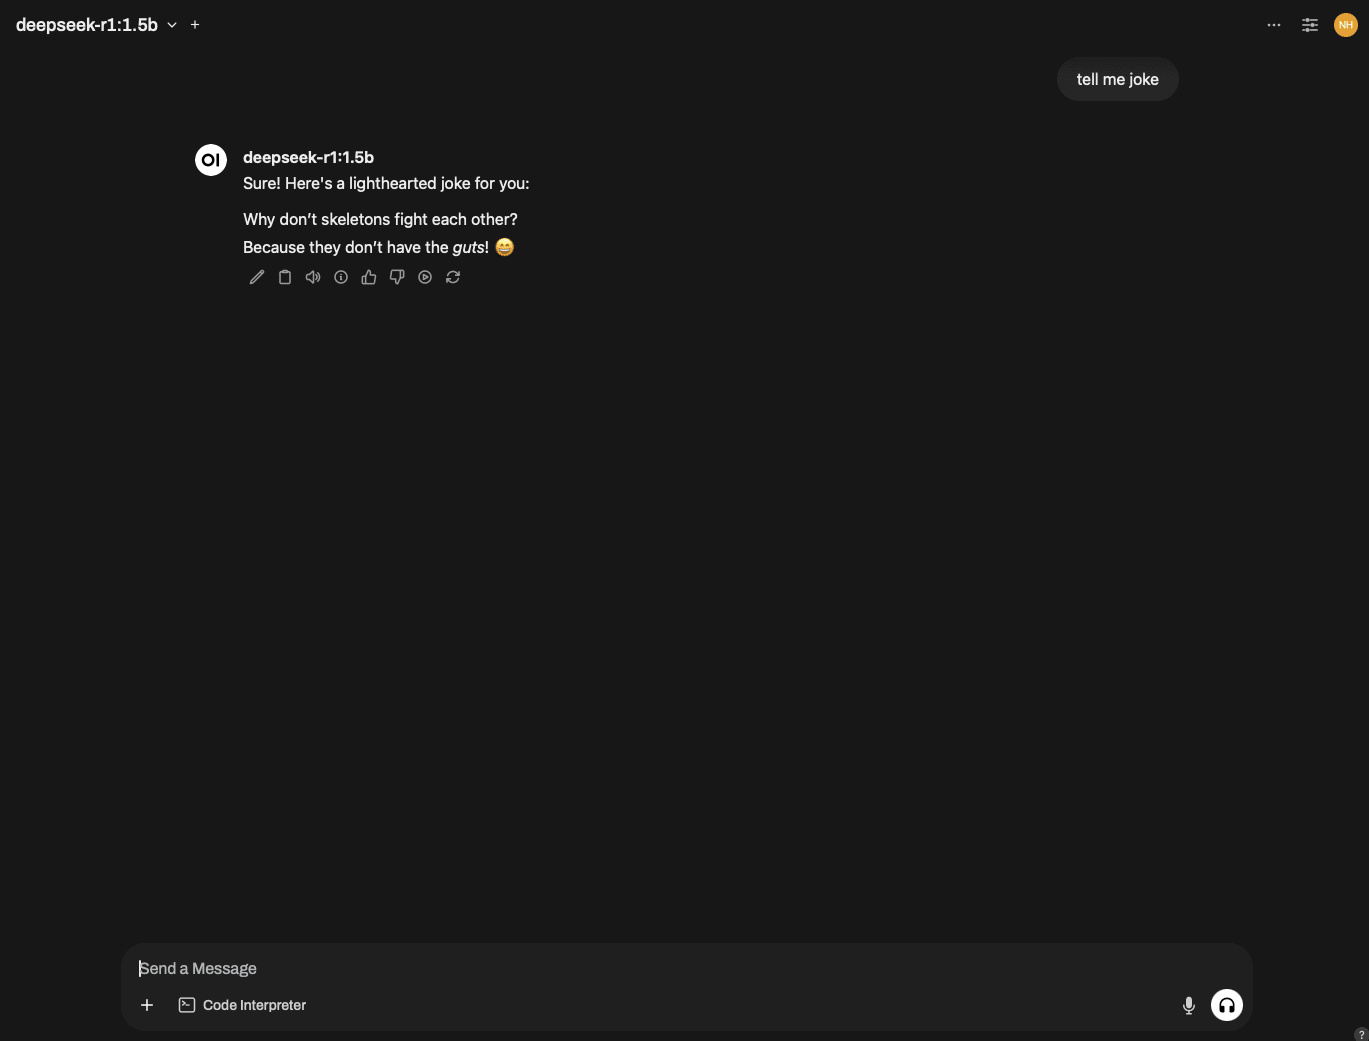 deepseek-r1:1.5b
NH
tell me joke
OI
deepseek-r1:1.5b
Sure! Here's a lighthearted joke for you:
Why don’t skeletons fight each other?
Because they don’t have the guts! 😄
Send a Message
Code Interpreter
?